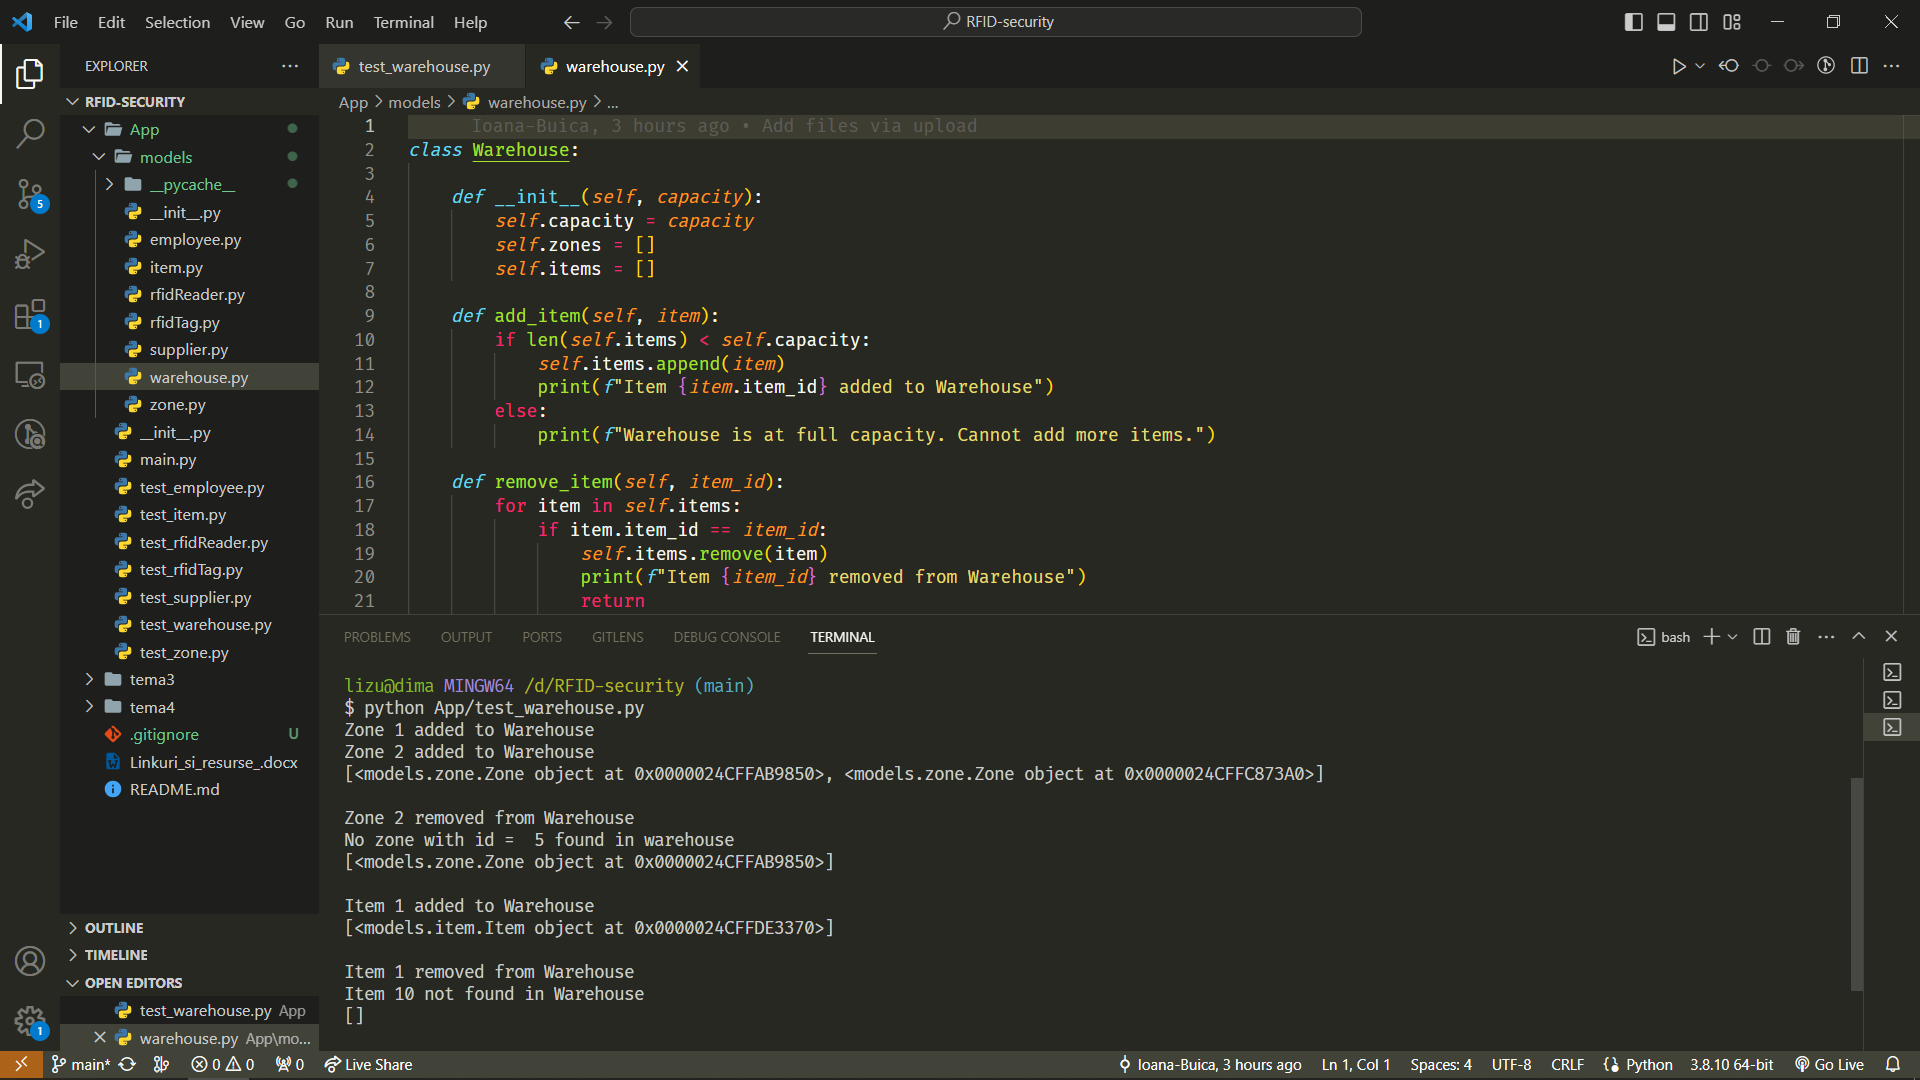 File Edit Selection View Go Run Terminal Help
RFID-security
EXPLORER
RFID-SECURITY
App
models
__pycache__
__init__.py
employee.py
item.py
rfidReader.py
rfidTag.py
supplier.py
warehouse.py
zone.py
__init__.py
main.py
test_employee.py
test_item.py
test_rfidReader.py
test_rfidTag.py
test_supplier.py
test_warehouse.py
test_zone.py
tema3
tema4
.gitignore U
Linkuri_si_resurse_.docx
README.md
OUTLINE
TIMELINE
OPEN EDITORS
test_warehouse.py App
warehouse.py App\mo...
5
1
1
test_warehouse.py
warehouse.py
App > models > warehouse.py > ...
1 Ioana-Buica, 3 hours ago • Add files via upload
2 class Warehouse:
3
4 def __init__(self, capacity):
5 self.capacity = capacity
6 self.zones = []
7 self.items = []
8
9 def add_item(self, item):
10 if len(self.items) < self.capacity:
11 self.items.append(item)
12 print(f"Item {item.item_id} added to Warehouse")
13 else:
14 print(f"Warehouse is at full capacity. Cannot add more items.")
15
16 def remove_item(self, item_id):
17 for item in self.items:
18 if item.item_id == item_id:
19 self.items.remove(item)
20 print(f"Item {item_id} removed from Warehouse")
21 return
PROBLEMS OUTPUT PORTS GITLENS DEBUG CONSOLE TERMINAL
bash
lizu@dima MINGW64 /d/RFID-security (main)
$ python App/test_warehouse.py
Zone 1 added to Warehouse
Zone 2 added to Warehouse
[<models.zone.Zone object at 0x0000024CFFAB9850>, <models.zone.Zone object at 0x0000024CFFC873A0>]
Zone 2 removed from Warehouse
No zone with id =  5 found in warehouse
[<models.zone.Zone object at 0x0000024CFFAB9850>]
Item 1 added to Warehouse
[<models.item.Item object at 0x0000024CFFDE3370>]
Item 1 removed from Warehouse
Item 10 not found in Warehouse
[]
main* 0 0 0 Live Share
Ioana-Buica, 3 hours ago Ln 1, Col 1 Spaces: 4 UTF-8 CRLF Python 3.8.10 64-bit Go Live